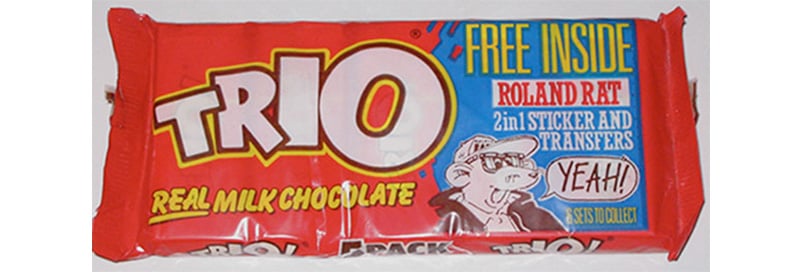 TRIO
®
REAL MILK CHOCOLATE
FREE INSIDE
ROLAND RAT
2 in 1 STICKER AND
TRANSFERS
YEAH!
6 SETS TO COLLECT
TRIO! 5 PACK TRIO!